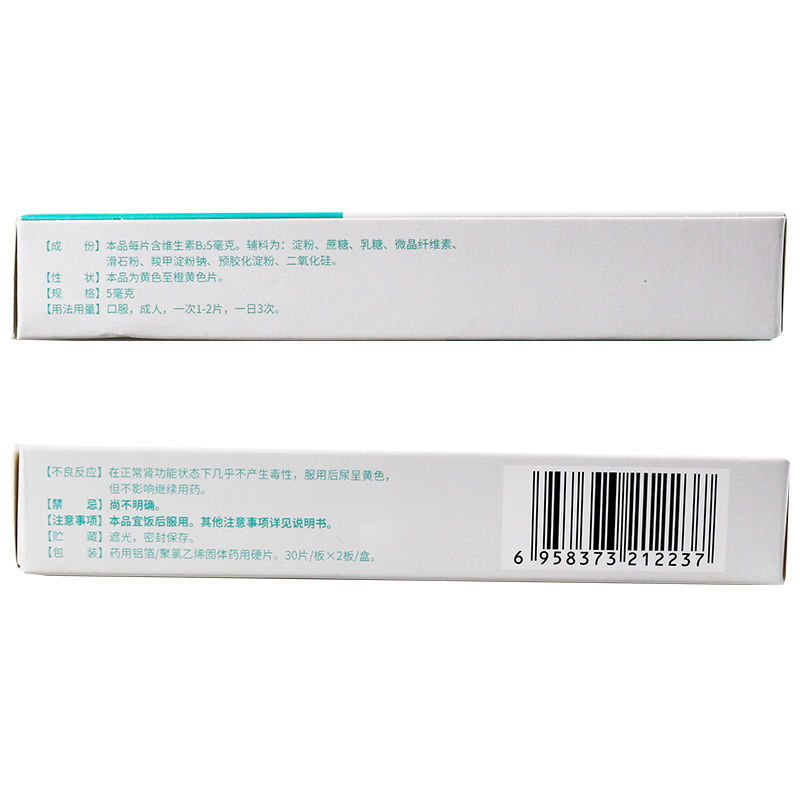 【成　份】本品每片含维生素B₂5毫克。辅料为：淀粉、蔗糖、乳糖、微晶纤维素、
滑石粉、羧甲淀粉钠、预胶化淀粉、二氧化硅。
【性　状】本品为黄色至橙黄色片。
【规　格】5毫克
【用法用量】口服，成人，一次1-2片，一日3次。
【不良反应】在正常肾功能状态下几乎不产生毒性，服用后尿呈黄色，
但不影响继续用药。
【禁　忌】尚不明确。
【注意事项】本品宜饭后服用。其他注意事项详见说明书。
【贮　藏】遮光，密封保存。
【包　装】药用铝箔/聚氯乙烯固体药用硬片。30片/板×2板/盒。
6 958373 212237